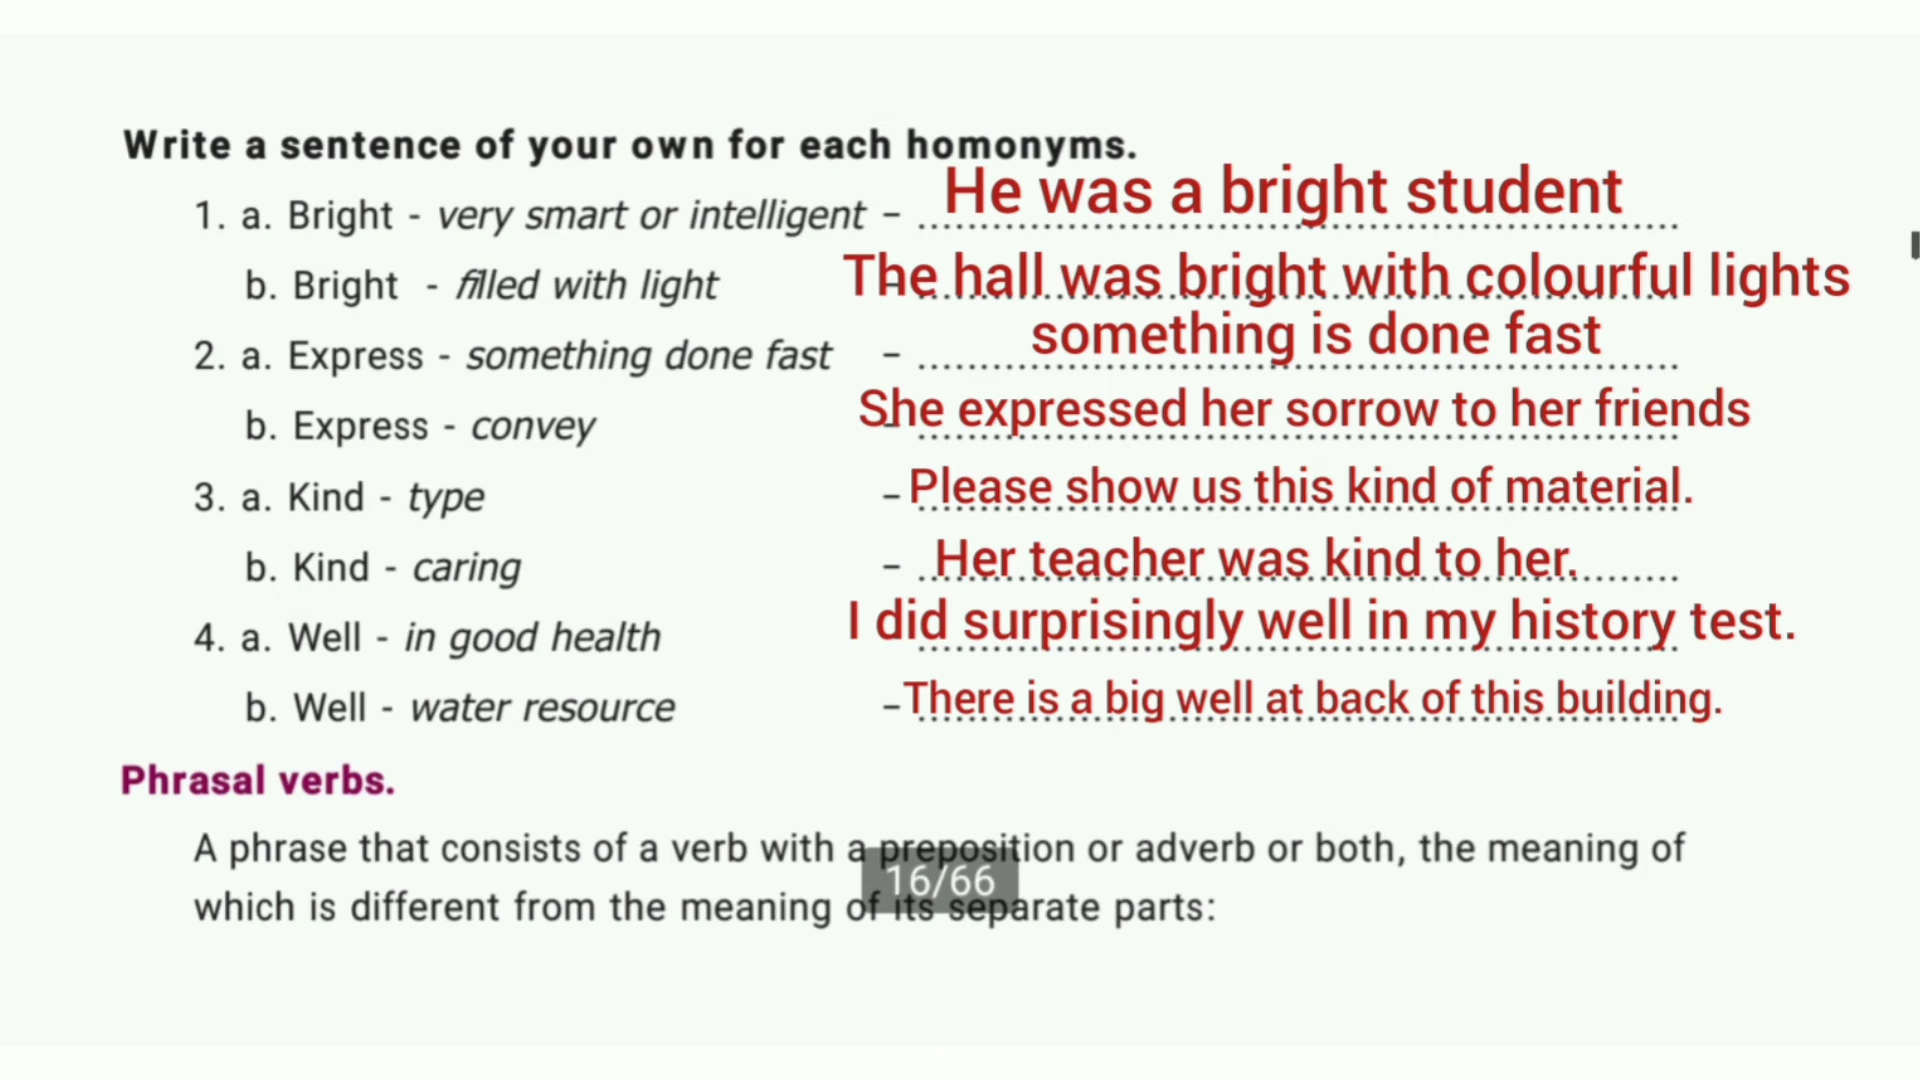 Write a sentence of your own for each homonyms.
1. a. Bright - very smart or intelligent – He was a bright student
b. Bright - filled with light – The hall was bright with colourful lights
2. a. Express - something done fast – something is done fast
b. Express - convey – She expressed her sorrow to her friends
3. a. Kind - type – Please show us this kind of material.
b. Kind - caring – Her teacher was kind to her.
4. a. Well - in good health I did surprisingly well in my history test.
b. Well - water resource – There is a big well at back of this building.
Phrasal verbs.
A phrase that consists of a verb with a preposition or adverb or both, the meaning of
16/66
which is different from the meaning of its separate parts: